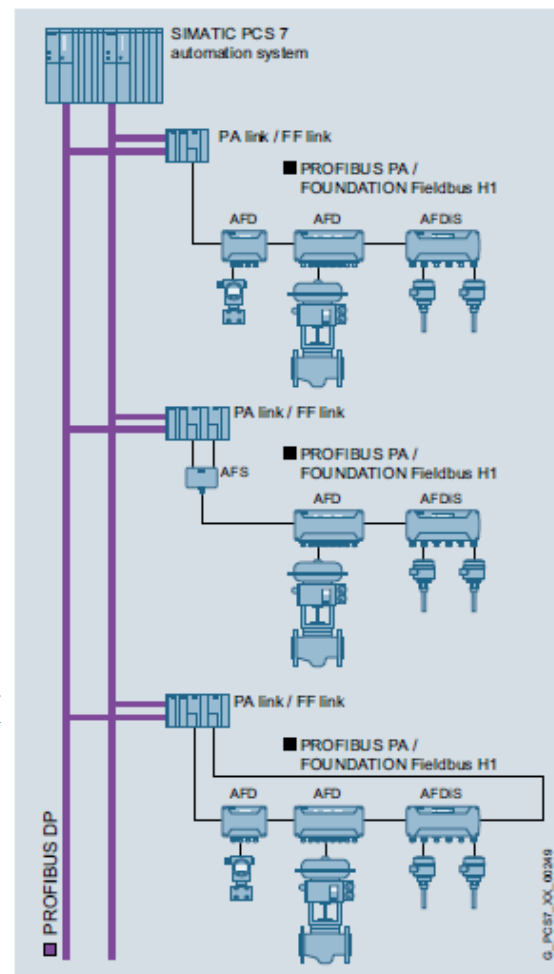 SIMATIC PCS 7
automation system
PA link / FF link
PROFIBUS PA /
FOUNDATION Fieldbus H1
AFD
AFD
AFDiS
PA link / FF link
AFS
PROFIBUS PA /
FOUNDATION Fieldbus H1
AFD
AFDiS
PA link / FF link
PROFIBUS PA /
FOUNDATION Fieldbus H1
AFD
AFD
AFDiS
PROFIBUS DP
G_PCS7_XX_00249